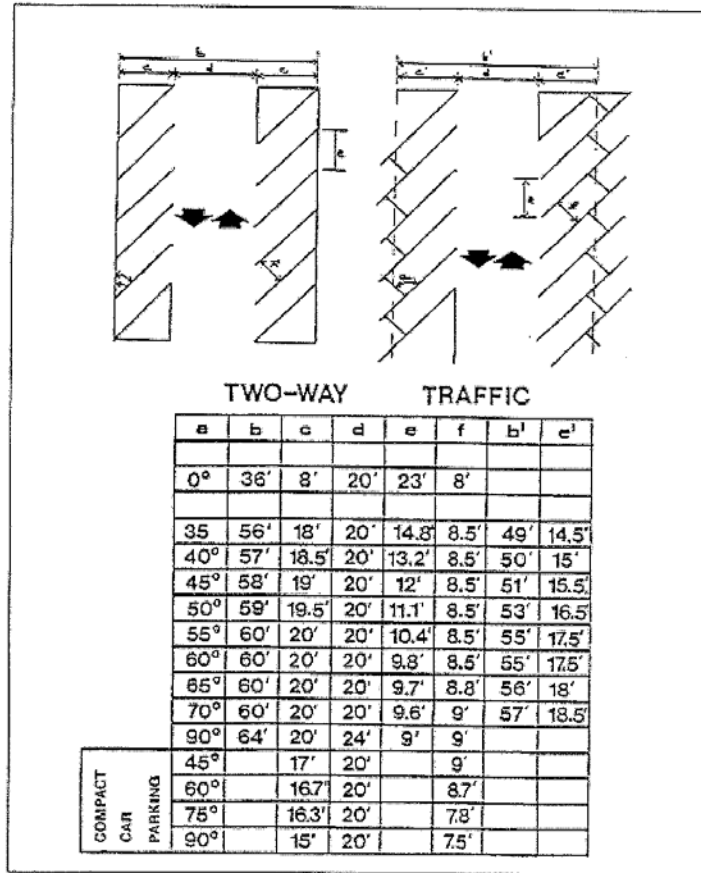 b b'
c d c c' d c'
e
TWO-WAY TRAFFIC
a b c d e f b' c'
0° 36' 8' 20' 23' 8'
35 56' 18' 20' 14.8' 8.5' 49' 14.5'
40° 57' 18.5' 20' 13.2' 8.5' 50' 15'
45° 58' 19' 20' 12' 8.5' 51' 15.5'
50° 59' 19.5' 20' 11.1' 8.5' 53' 16.5'
55° 60' 20' 20' 10.4' 8.5' 55' 17.5'
60° 60' 20' 20' 9.8' 8.5' 55' 17.5'
65° 60' 20' 20' 9.7' 8.8' 56' 18'
70° 60' 20' 20' 9.6' 9' 57' 18.5'
90° 64' 20' 24' 9' 9'
COMPACT
CAR
PARKING
45° 17' 20' 9'
60° 16.7' 20' 8.7'
75° 16.3' 20' 7.8'
90° 15' 20' 7.5'